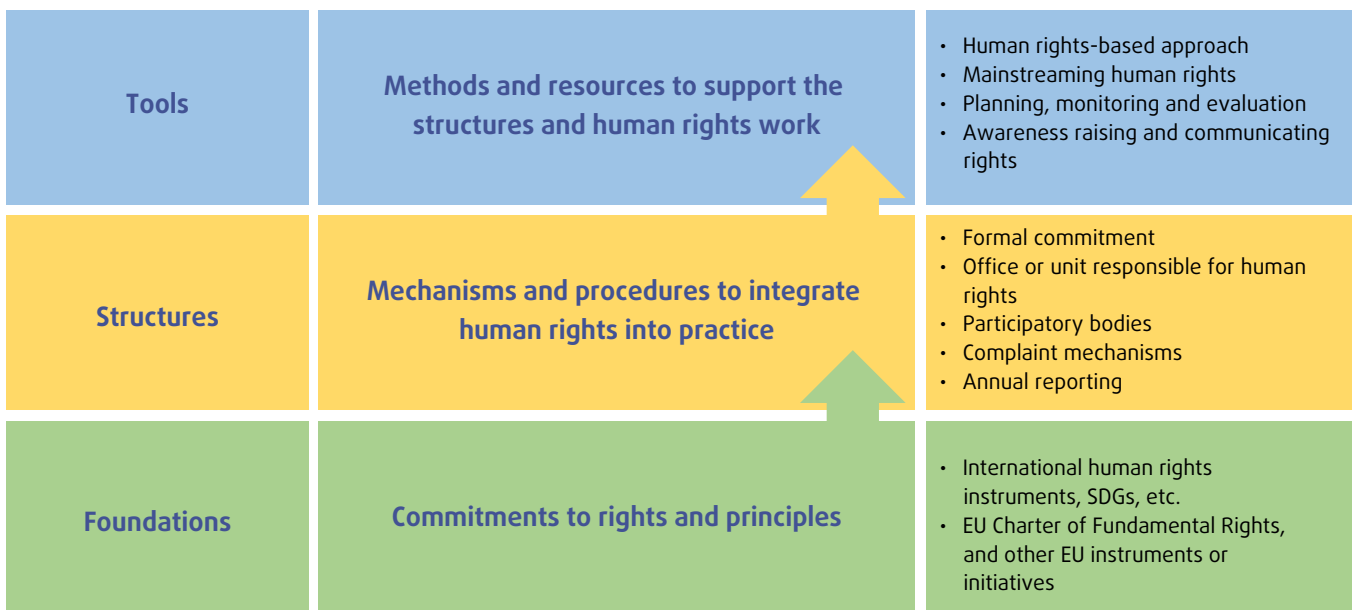 Tools
Methods and resources to support the
structures and human rights work
• Human rights-based approach
• Mainstreaming human rights
• Planning, monitoring and evaluation
• Awareness raising and communicating
rights
Structures
Mechanisms and procedures to integrate
human rights into practice
• Formal commitment
• Office or unit responsible for human
rights
• Participatory bodies
• Complaint mechanisms
• Annual reporting
Foundations
Commitments to rights and principles
• International human rights
instruments, SDGs, etc.
• EU Charter of Fundamental Rights,
and other EU instruments or
initiatives